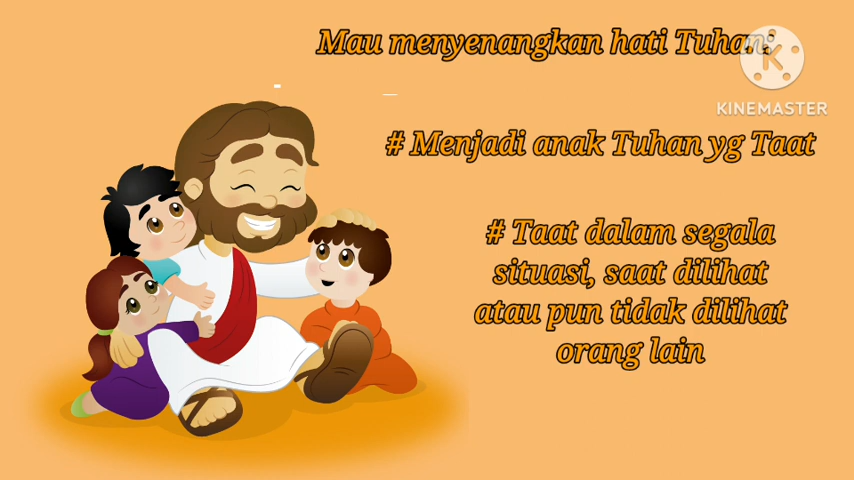 Mau menyenangkan hati Tuhan:
KINEMASTER
# Menjadi anak Tuhan yg Taat
# Taat dalam segala
situasi, saat dilihat
atau pun tidak dilihat
orang lain